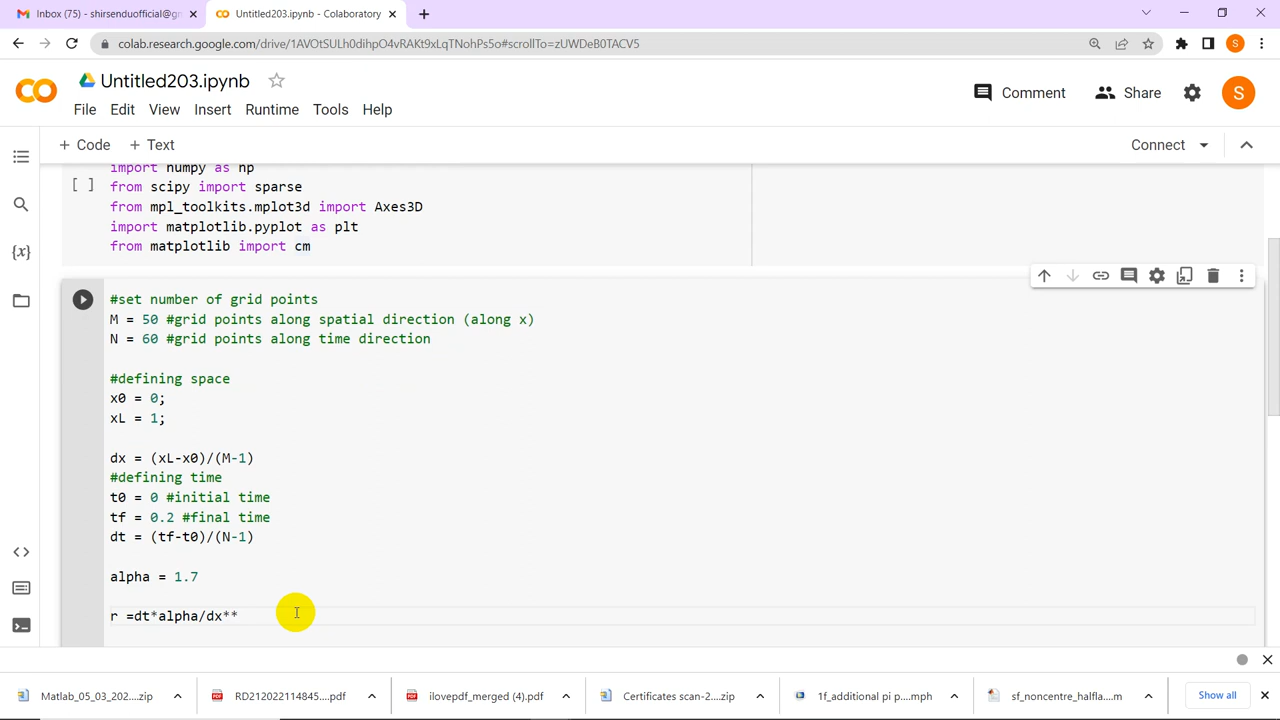 Inbox (75) - shirsenduofficial@gm
Untitled203.ipynb - Colaboratory
colab.research.google.com/drive/1AVOtSULh0dihpO4vRAKt9xLqTNohPs5o#scrollTo=zUWDeB0TACV5
S
Untitled203.ipynb
Comment
Share
S
File Edit View Insert Runtime Tools Help
+ Code + Text
Connect
import numpy as np
[ ] from scipy import sparse
from mpl_toolkits.mplot3d import Axes3D
import matplotlib.pyplot as plt
from matplotlib import cm
{x}
#set number of grid points
M = 50 #grid points along spatial direction (along x)
N = 60 #grid points along time direction
#defining space
x0 = 0;
xL = 1;
dx = (xL-x0)/(M-1)
#defining time
t0 = 0 #initial time
tf = 0.2 #final time
dt = (tf-t0)/(N-1)
alpha = 1.7
r =dt*alpha/dx**
Matlab_05_03_202....zip
RD212022114845....pdf
ilovepdf_merged (4).pdf
Certificates scan-2....zip
1f_additional pi p....mph
sf_noncentre_halfla....m
Show all